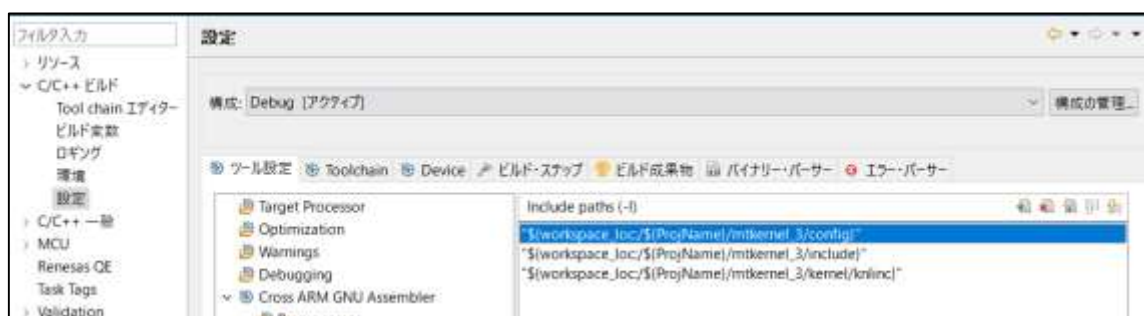 フィルタ入力
リソース
C/C++ ビルド
Tool chain エディター
ビルド変数
ロギング
環境
設定
C/C++ 一般
MCU
Renesas QE
Task Tags
Validation
設定
構成: Debug [アクティブ]
構成の管理...
ツール設定 Toolchain Device ビルド・ステップ ビルド成果物 バイナリー・パーサー エラー・パーサー
Target Processor
Optimization
Warnings
Debugging
Cross ARM GNU Assembler
Include paths (-I)
"${workspace_loc:/${ProjName}/mtkernel_3/config}"
"${workspace_loc:/${ProjName}/mtkernel_3/include}"
"${workspace_loc:/${ProjName}/mtkernel_3/kernel/knlinc}"